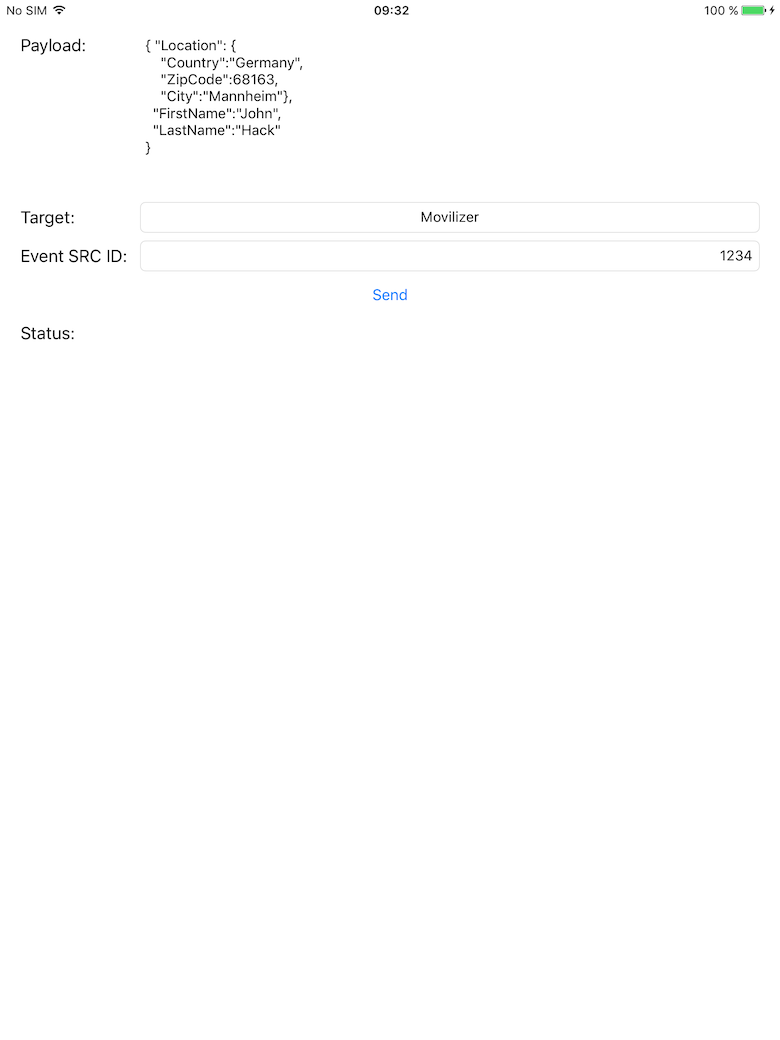 No SIM 09:32 100 %
Payload: { "Location": {
"Country":"Germany",
"ZipCode":68163,
"City":"Mannheim"},
"FirstName":"John",
"LastName":"Hack"
}
Target: Movilizer
Event SRC ID: 1234
Send
Status: